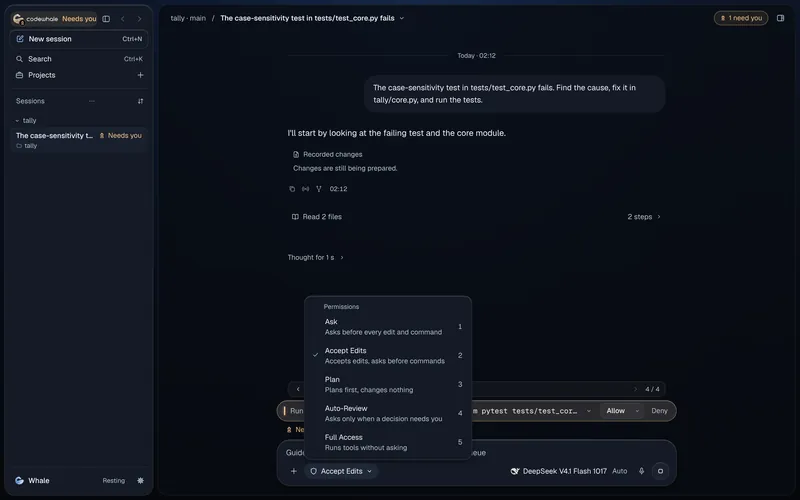 codewhale Needs you
New session Ctrl+N
Search Ctrl+K
Projects
Sessions
tally
The case-sensitivity t... Needs you
tally
Whale Resting
tally · main / The case-sensitivity test in tests/test_core.py fails
1 need you
Today · 02:12
The case-sensitivity test in tests/test_core.py fails. Find the cause, fix it in
tally/core.py, and run the tests.
I'll start by looking at the failing test and the core module.
Recorded changes
Changes are still being prepared.
02:12
Read 2 files 2 steps
Thought for 1 s
Permissions
Ask 1
Asks before every edit and command
Accept Edits 2
Accepts edits, asks before commands
Plan 3
Plans first, changes nothing
Auto-Review 4
Asks only when a decision needs you
Full Access 5
Runs tools without asking
4 / 4
Run m pytest tests/test_cor... Allow Deny
Accept Edits
DeepSeek V4.1 Flash 1017 Auto